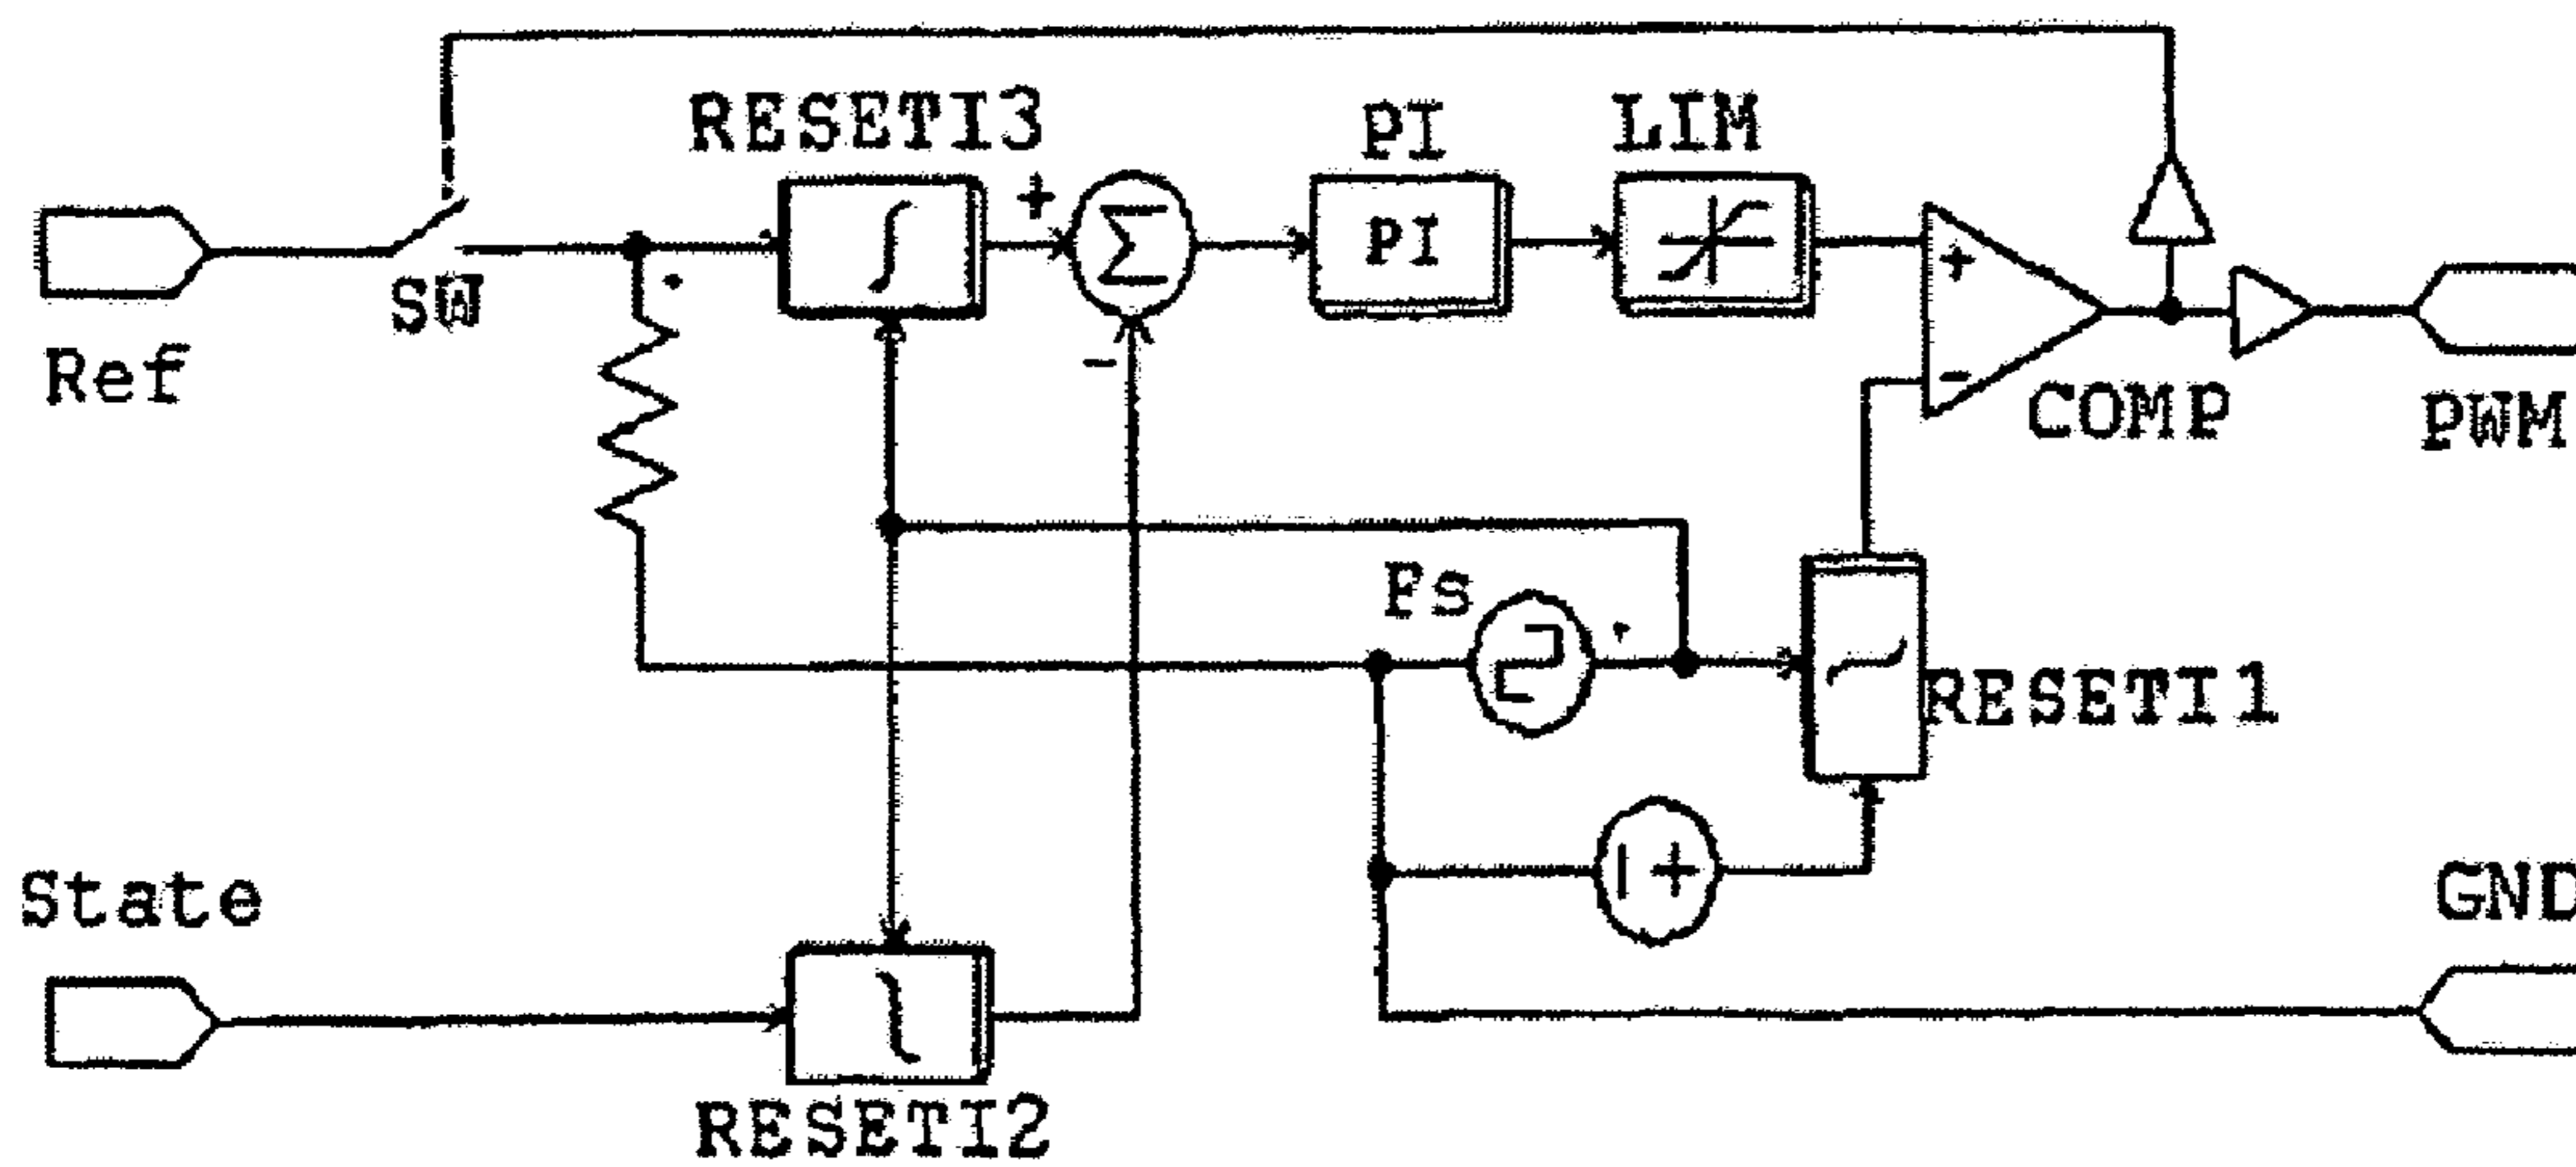 RESETI3
PI
LIM
+
Σ
PI
+
SW
Ref
-
-
COMP
PWM
Fs
RESETI1
+
State
GND
RESETI2